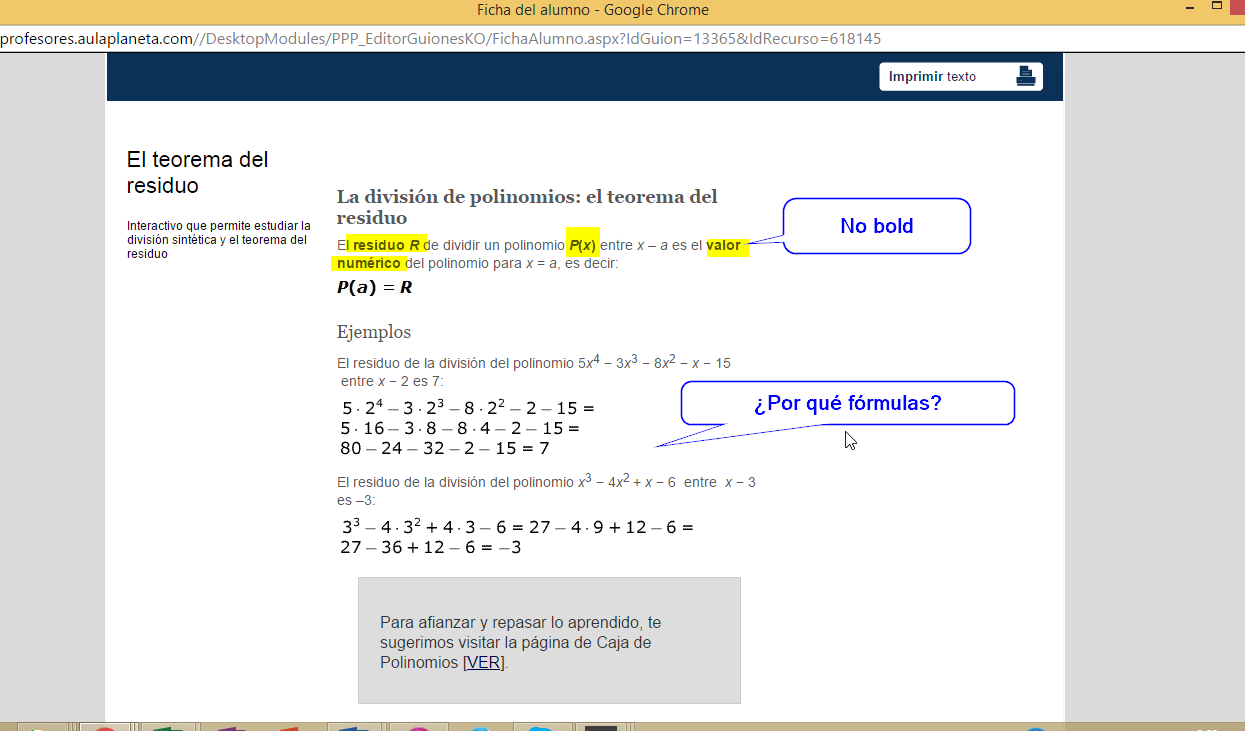 Ficha del alumno - Google Chrome
profesores.aulaplaneta.com//DesktopModules/PPP_EditorGuionesKO/FichaAlumno.aspx?IdGuion=13365&IdRecurso=618145
Imprimir texto
El teorema del
residuo
Interactivo que permite estudiar la
división sintética y el teorema del
residuo
La división de polinomios: el teorema del
residuo
El residuo R de dividir un polinomio P(x) entre x – a es el valor
numérico del polinomio para x = a, es decir:
P(a) = R
No bold
Ejemplos
El residuo de la división del polinomio 5x⁴ − 3x³ − 8x² − x − 15
entre x − 2 es 7:
5 · 2⁴ − 3 · 2³ − 8 · 2² − 2 − 15 =
5 · 16 − 3 · 8 − 8 · 4 − 2 − 15 =
80 − 24 − 32 − 2 − 15 = 7
¿Por qué fórmulas?
El residuo de la división del polinomio x³ − 4x² + x − 6 entre x − 3
es –3:
3³ − 4 · 3² + 4 · 3 − 6 = 27 − 4 · 9 + 12 − 6 =
27 − 36 + 12 − 6 = −3
Para afianzar y repasar lo aprendido, te
sugerimos visitar la página de Caja de
Polinomios [VER].